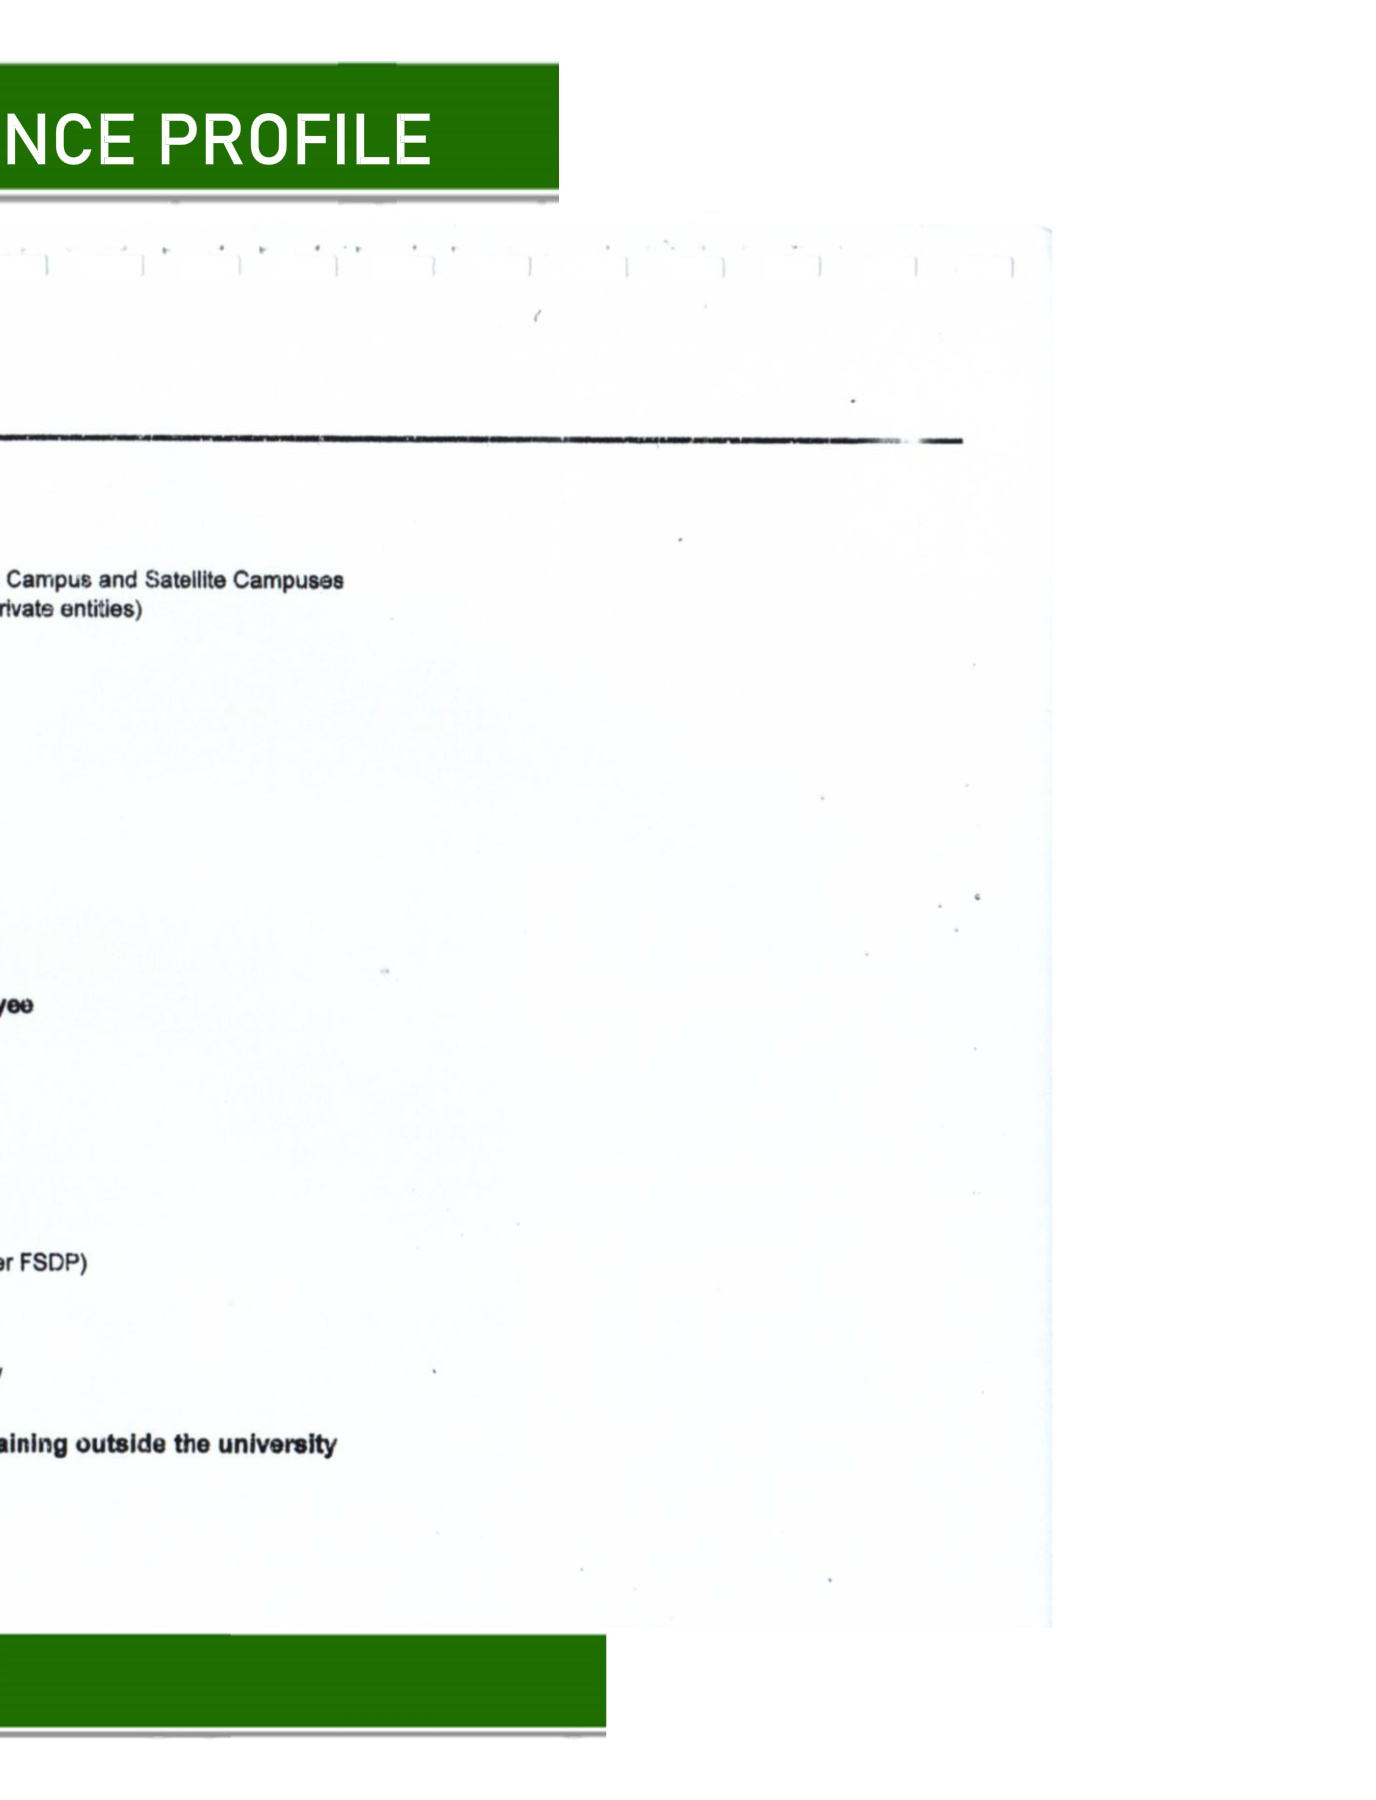 NCE PROFILE
Campus and Satellite Campuses
rivate entities)
yee
er FSDP)
aining outside the university